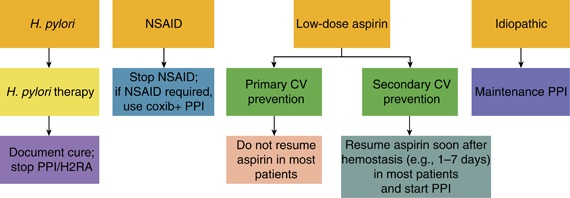 H. pylori
NSAID
Low-dose aspirin
Idiopathic
H. pylori therapy
Stop NSAID;
if NSAID required,
use coxib+ PPI
Primary CV
prevention
Secondary CV
prevention
Maintenance PPI
Document cure;
stop PPI/H2RA
Do not resume
aspirin in most
patients
Resume aspirin soon after
hemostasis (e.g., 1–7 days)
in most patients
and start PPI